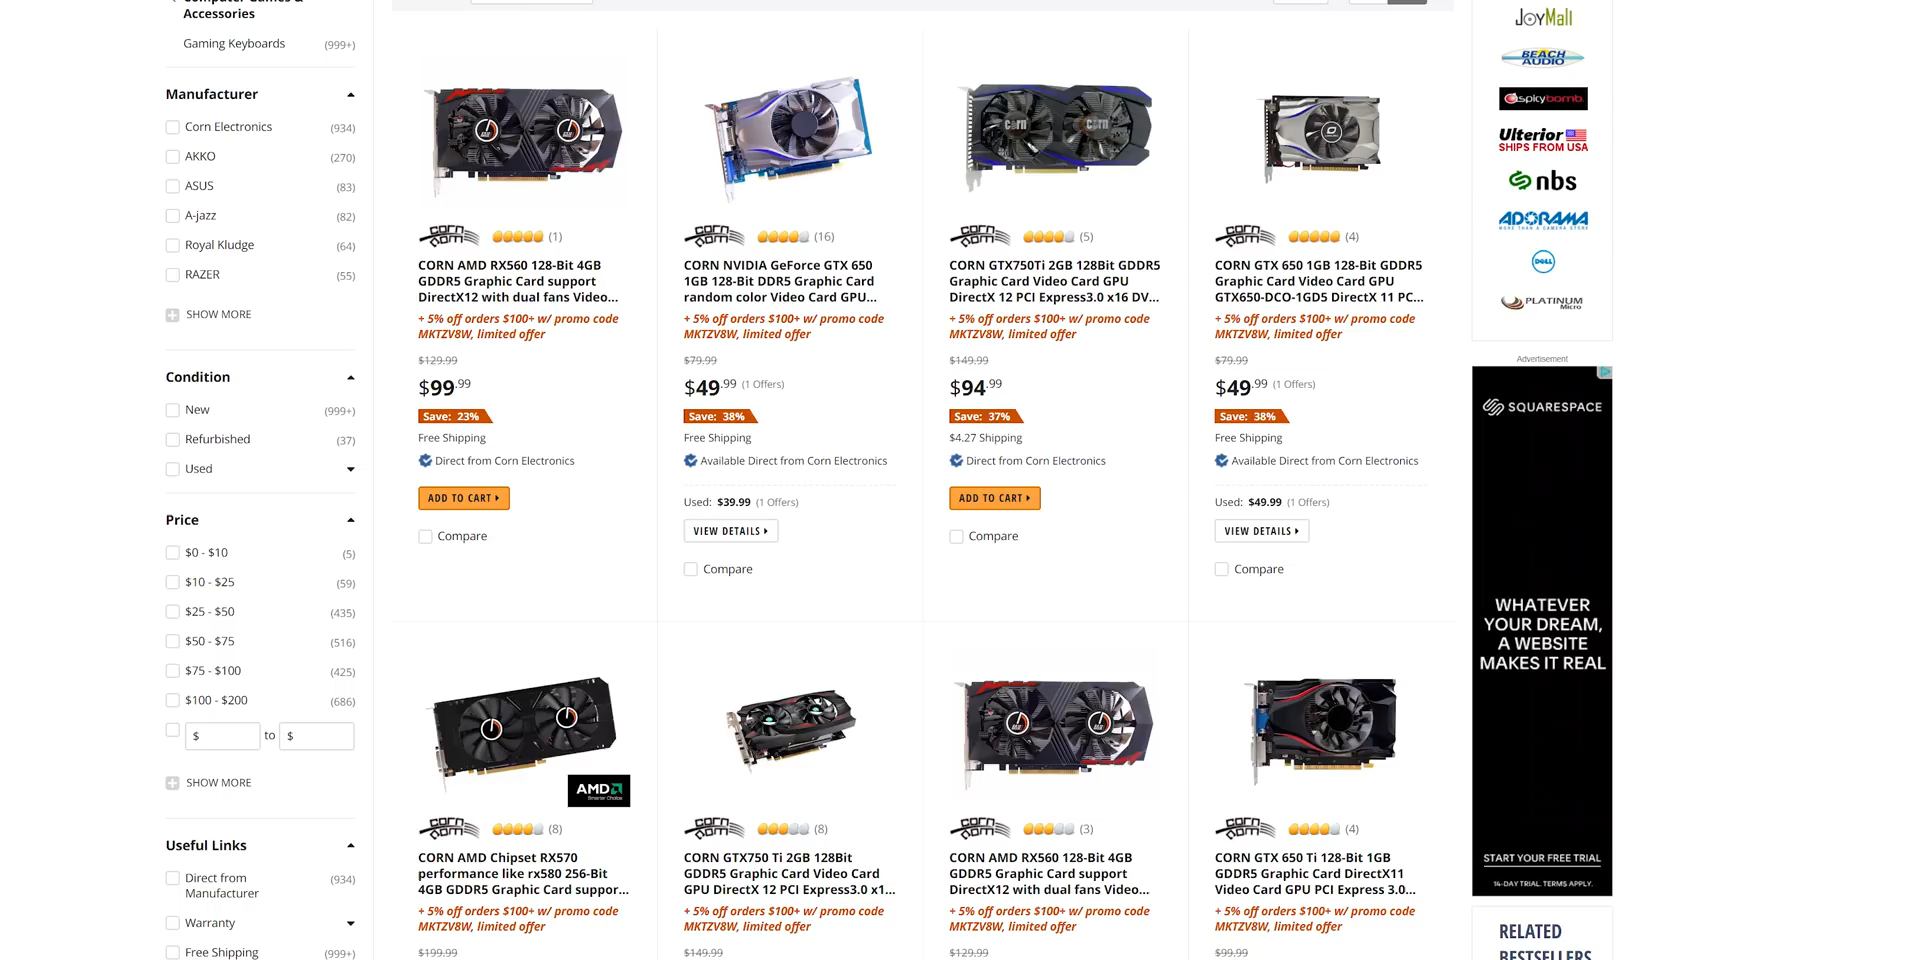 Accessories
Gaming Keyboards (999+)
Manufacturer
Corn Electronics (934)
AKKO (270)
ASUS (83)
A-jazz (82)
Royal Kludge (64)
RAZER (55)
SHOW MORE
Condition
New (999+)
Refurbished (37)
Used
Price
$0 - $10 (5)
$10 - $25 (59)
$25 - $50 (435)
$50 - $75 (516)
$75 - $100 (425)
$100 - $200 (686)
$ to $
SHOW MORE
Useful Links
Direct from (934)
Manufacturer
Warranty
Free Shipping (999+)
corn
(1)
CORN AMD RX560 128-Bit 4GB
GDDR5 Graphic Card support
DirectX12 with dual fans Video...
+ 5% off orders $100+ w/ promo code
MKTZV8W, limited offer
$129.99
$99.99
Save: 23%
Free Shipping
Direct from Corn Electronics
ADD TO CART
Compare
corn
(16)
CORN NVIDIA GeForce GTX 650
1GB 128-Bit DDR5 Graphic Card
random color Video Card GPU...
+ 5% off orders $100+ w/ promo code
MKTZV8W, limited offer
$79.99
$49.99 (1 Offers)
Save: 38%
Free Shipping
Available Direct from Corn Electronics
Used: $39.99 (1 Offers)
VIEW DETAILS
Compare
corn corn
corn
(5)
CORN GTX750Ti 2GB 128Bit GDDR5
Graphic Card Video Card GPU
DirectX 12 PCI Express3.0 x16 DV...
+ 5% off orders $100+ w/ promo code
MKTZV8W, limited offer
$149.99
$94.99
Save: 37%
$4.27 Shipping
Direct from Corn Electronics
ADD TO CART
Compare
corn
(4)
CORN GTX 650 1GB 128-Bit GDDR5
Graphic Card Video Card GPU
GTX650-DCO-1GD5 DirectX 11 PC...
+ 5% off orders $100+ w/ promo code
MKTZV8W, limited offer
$79.99
$49.99 (1 Offers)
Save: 38%
Free Shipping
Available Direct from Corn Electronics
Used: $49.99 (1 Offers)
VIEW DETAILS
Compare
AMD
Smarter Choice
corn
(8)
CORN AMD Chipset RX570
performance like rx580 256-Bit
4GB GDDR5 Graphic Card suppor...
+ 5% off orders $100+ w/ promo code
MKTZV8W, limited offer
$199.99
corn
(8)
CORN GTX750 Ti 2GB 128Bit
GDDR5 Graphic Card Video Card
GPU DirectX 12 PCI Express3.0 x1...
+ 5% off orders $100+ w/ promo code
MKTZV8W, limited offer
$149.99
corn
(3)
CORN AMD RX560 128-Bit 4GB
GDDR5 Graphic Card support
DirectX12 with dual fans Video...
+ 5% off orders $100+ w/ promo code
MKTZV8W, limited offer
$129.99
corn
(4)
CORN GTX 650 Ti 128-Bit 1GB
GDDR5 Graphic Card DirectX11
Video Card GPU PCI Express 3.0...
+ 5% off orders $100+ w/ promo code
MKTZV8W, limited offer
$99.99
JoyMall
BEACH
AUDIO
spicybomb
Ulterior
SHIPS FROM USA
nbs
ADORAMA
MORE THAN A CAMERA STORE
DELL
PLATINUM
Micro
Advertisement
SQUARESPACE
WHATEVER
YOUR DREAM,
A WEBSITE
MAKES IT REAL
START YOUR FREE TRIAL
14-DAY TRIAL. TERMS APPLY.
RELATED
BESTSELLERS